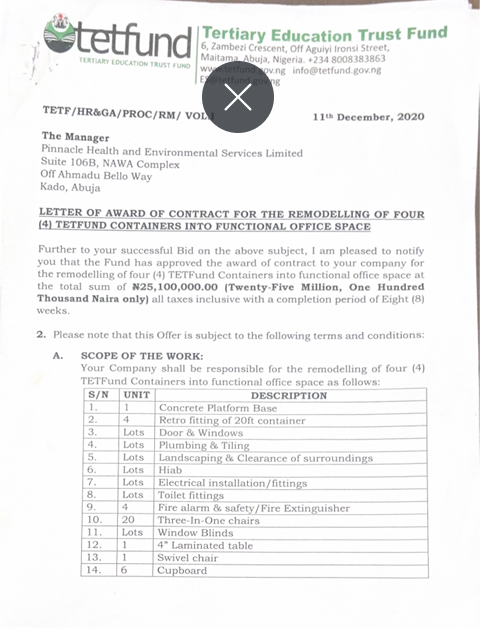 tetfund
TERTIARY EDUCATION TRUST FUND
Tertiary Education Trust Fund
6, Zambezi Crescent, Off Aguiyi Ironsi Street,
Maitama, Abuja, Nigeria. +234 8008383863
www.tetfund.gov.ng info@tetfund.gov.ng
TETF/HR&GA/PROC/RM/ VOL.
11th December, 2020
The Manager
Pinnacle Health and Environmental Services Limited
Suite 106B, NAWA Complex
Off Ahmadu Bello Way
Kado, Abuja
LETTER OF AWARD OF CONTRACT FOR THE REMODELLING OF FOUR
(4) TETFUND CONTAINERS INTO FUNCTIONAL OFFICE SPACE
Further to your successful Bid on the above subject, I am pleased to notify
you that the Fund has approved the award of contract to your company for
the remodelling of four (4) TETFund Containers into functional office space at
the total sum of ₦25,100,000.00 (Twenty-Five Million, One Hundred
Thousand Naira only) all taxes inclusive with a completion period of Eight (8)
weeks.
2. Please note that this Offer is subject to the following terms and conditions:
A. SCOPE OF THE WORK:
Your Company shall be responsible for the remodelling of four (4)
TETFund Containers into functional office space as follows:
S/N UNIT DESCRIPTION
1. 1 Concrete Platform Base
2. 4 Retro fitting of 20ft container
3. Lots Door & Windows
4. Lots Plumbing & Tiling
5. Lots Landscaping & Clearance of surroundings
6. Lots Hiab
7. Lots Electrical installation/fittings
8. Lots Toilet fittings
9. 4 Fire alarm & safety/Fire Extinguisher
10. 20 Three-In-One chairs
11. Lots Window Blinds
12. 1 4" Laminated table
13. 1 Swivel chair
14. 6 Cupboard